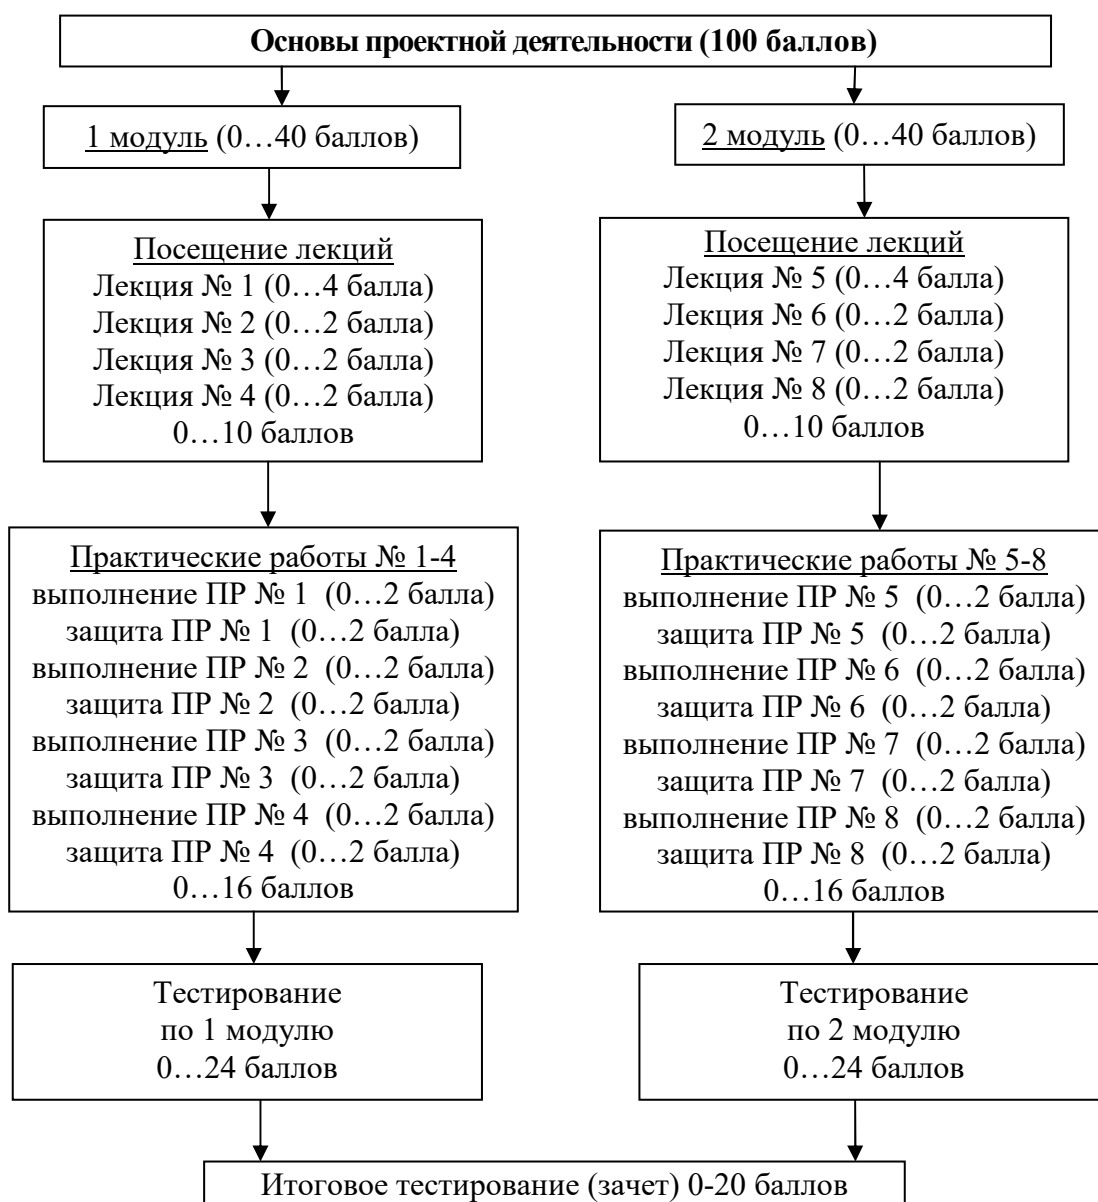 Основы проектной деятельности (100 баллов)
1 модуль (0…40 баллов)
2 модуль (0…40 баллов)
Посещение лекций
Лекция № 1 (0…4 балла)
Лекция № 2 (0…2 балла)
Лекция № 3 (0…2 балла)
Лекция № 4 (0…2 балла)
0…10 баллов
Посещение лекций
Лекция № 5 (0…4 балла)
Лекция № 6 (0…2 балла)
Лекция № 7 (0…2 балла)
Лекция № 8 (0…2 балла)
0…10 баллов
Практические работы № 1-4
выполнение ПР № 1 (0…2 балла)
защита ПР № 1 (0…2 балла)
выполнение ПР № 2 (0…2 балла)
защита ПР № 2 (0…2 балла)
выполнение ПР № 3 (0…2 балла)
защита ПР № 3 (0…2 балла)
выполнение ПР № 4 (0…2 балла)
защита ПР № 4 (0…2 балла)
0…16 баллов
Практические работы № 5-8
выполнение ПР № 5 (0…2 балла)
защита ПР № 5 (0…2 балла)
выполнение ПР № 6 (0…2 балла)
защита ПР № 6 (0…2 балла)
выполнение ПР № 7 (0…2 балла)
защита ПР № 7 (0…2 балла)
выполнение ПР № 8 (0…2 балла)
защита ПР № 8 (0…2 балла)
0…16 баллов
Тестирование
по 1 модулю
0…24 баллов
Тестирование
по 2 модулю
0…24 баллов
Итоговое тестирование (зачет) 0-20 баллов